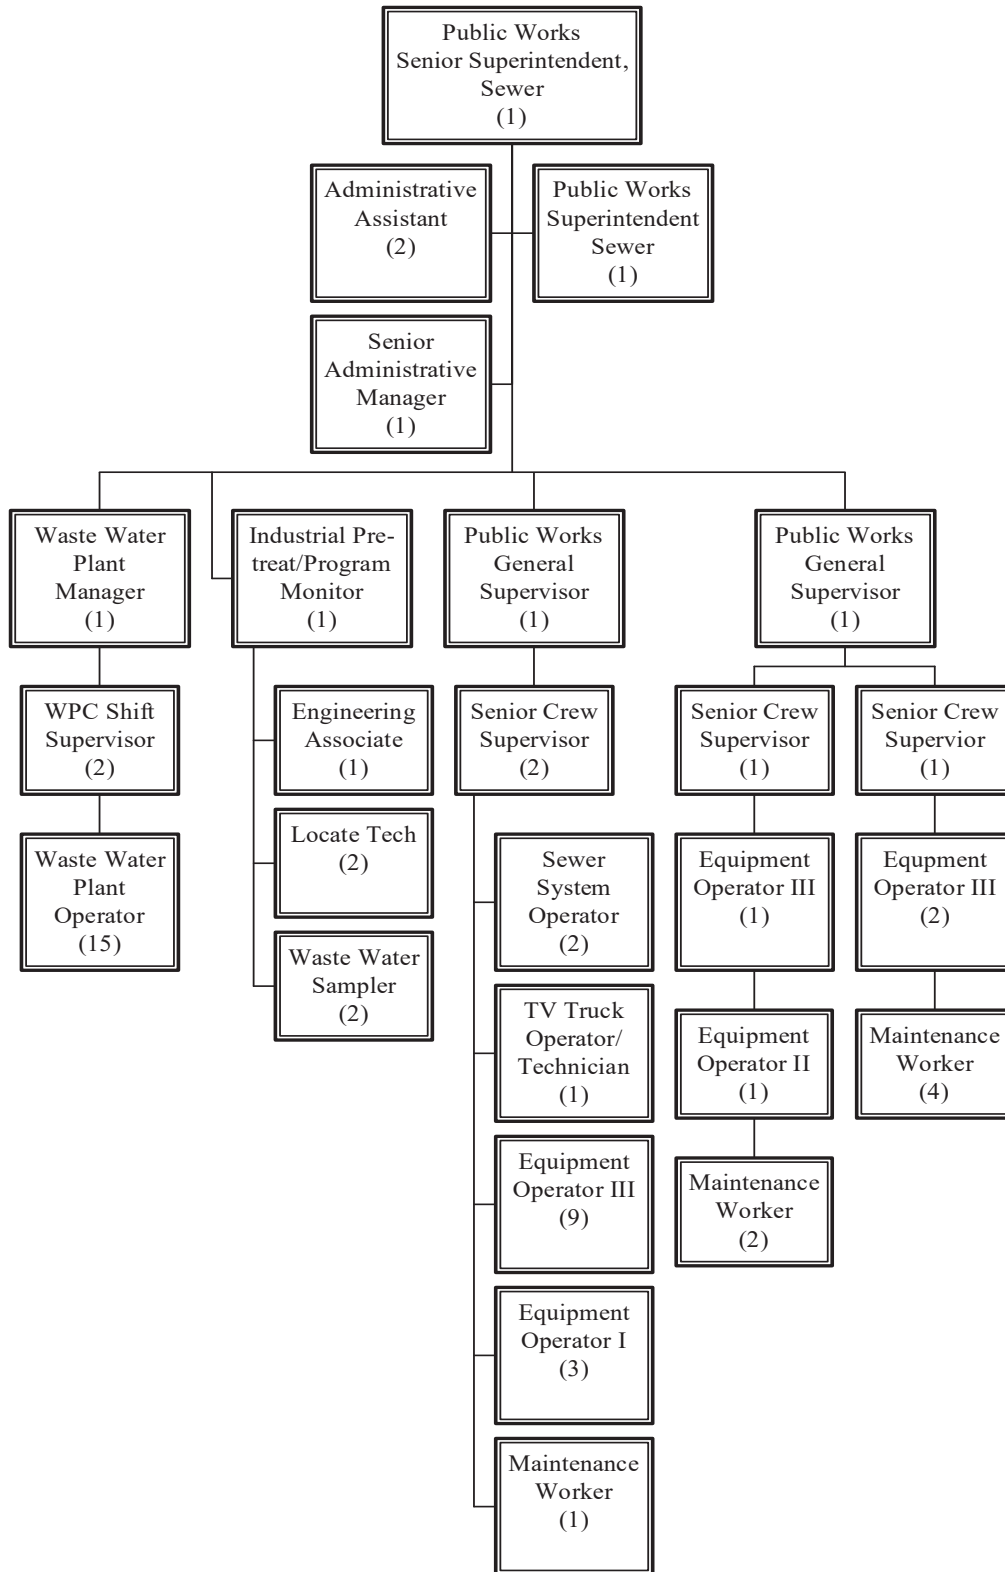 Public Works
Senior Superintendent,
Sewer
(1)
Administrative
Assistant
(2)
Public Works
Superintendent
Sewer
(1)
Senior
Administrative
Manager
(1)
Waste Water
Plant
Manager
(1)
Industrial Pre-
treat/Program
Monitor
(1)
Public Works
General
Supervisor
(1)
Public Works
General
Supervisor
(1)
WPC Shift
Supervisor
(2)
Engineering
Associate
(1)
Senior Crew
Supervisor
(2)
Senior Crew
Supervisor
(1)
Senior Crew
Supervior
(1)
Waste Water
Plant
Operator
(15)
Locate Tech
(2)
Waste Water
Sampler
(2)
Sewer
System
Operator
(2)
TV Truck
Operator/
Technician
(1)
Equipment
Operator III
(9)
Equipment
Operator I
(3)
Maintenance
Worker
(1)
Equipment
Operator III
(1)
Equipment
Operator II
(1)
Maintenance
Worker
(2)
Equpment
Operator III
(2)
Maintenance
Worker
(4)